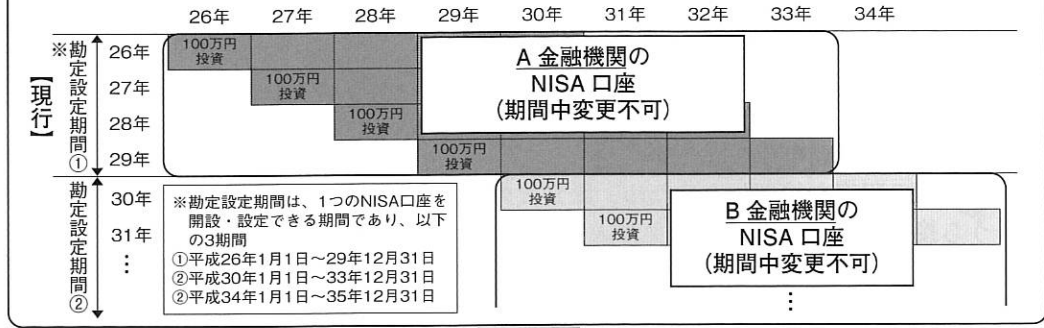 26年 27年 28年 29年 30年 31年 32年 33年 34年
【現行】
※勘定設定期間①
26年
100万円
投資
27年
100万円
投資
28年
100万円
投資
29年
100万円
投資
A 金融機関の
NISA 口座
(期間中変更不可)
勘定設定期間②
30年
100万円
投資
31年
100万円
投資
⋮
B 金融機関の
NISA 口座
(期間中変更不可)
⋮
※勘定設定期間は、1つのNISA口座を
開設・設定できる期間であり、以下
の3期間
①平成26年1月1日~29年12月31日
②平成30年1月1日~33年12月31日
②平成34年1月1日~35年12月31日